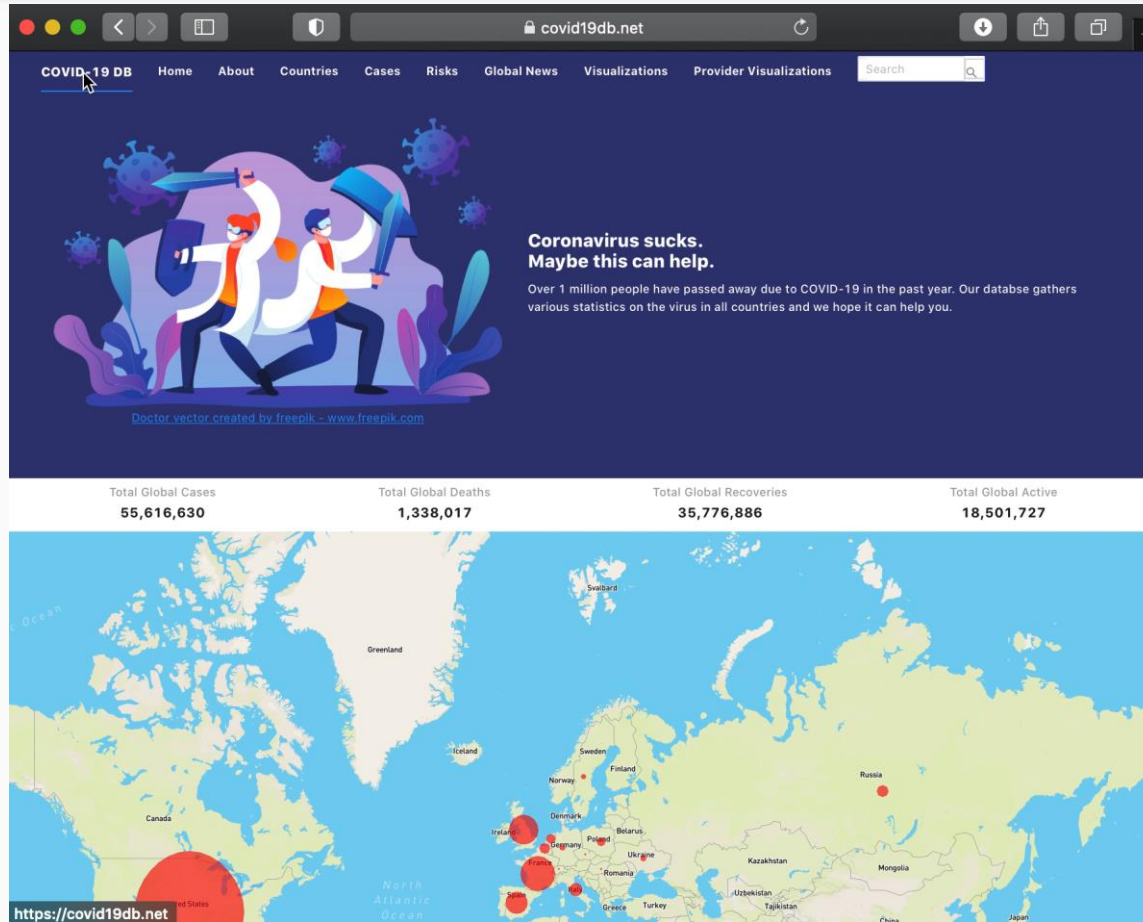 covid19db.net
COVID-19 DB Home About Countries Cases Risks Global News Visualizations Provider Visualizations Search
Coronavirus sucks.
Maybe this can help.
Over 1 million people have passed away due to COVID-19 in the past year. Our databse gathers
various statistics on the virus in all countries and we hope it can help you.
Doctor vector created by freepik - www.freepik.com
Total Global Cases Total Global Deaths Total Global Recoveries Total Global Active
55,616,630 1,338,017 35,776,886 18,501,727
Svalbard
Ocean
Greenland
Iceland
Sweden
Finland
Norway
Russia
Canada
Denmark
Ireland
Poland
Belarus
Germany
Ukraine
France
Kazakhstan
Romania
Mongolia
North
Atlantic
Ocean
Spain
Italy
Uzbekistan
Greece
Turkey
Tajikistan
United States
China
Japan
https://covid19db.net